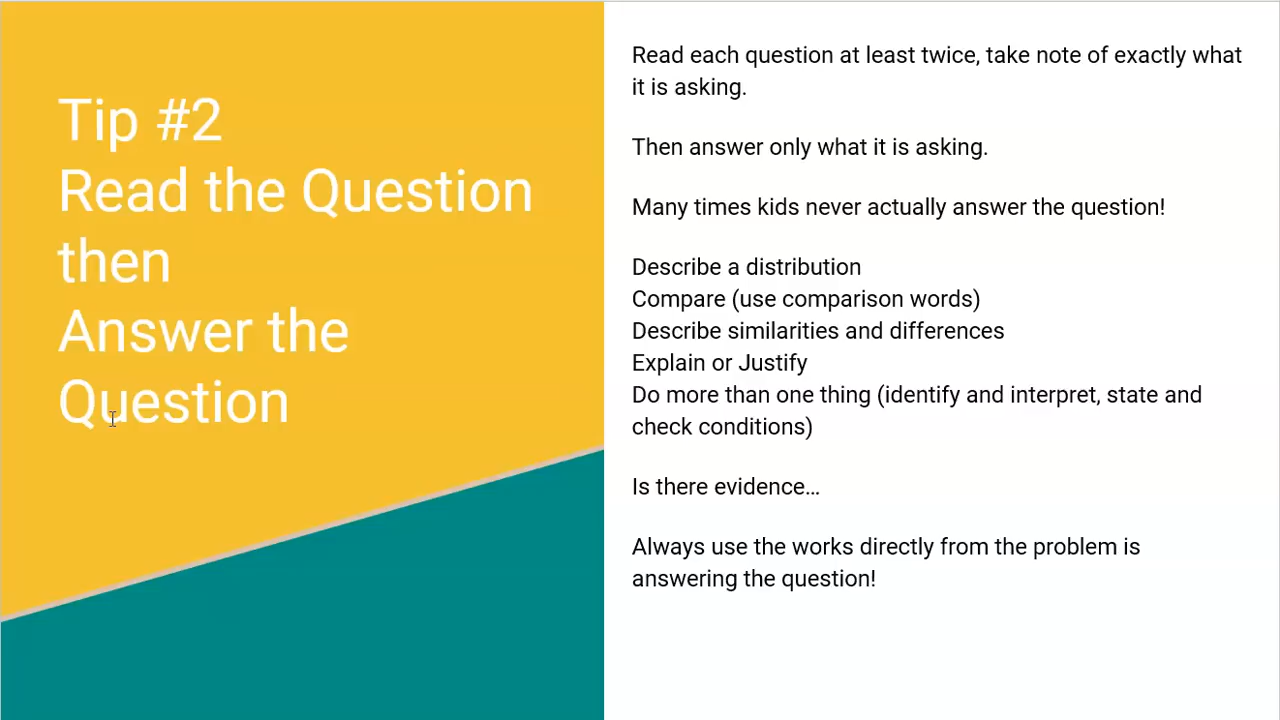 Tip #2
Read the Question
then
Answer the
Question
Read each question at least twice, take note of exactly what
it is asking.
Then answer only what it is asking.
Many times kids never actually answer the question!
Describe a distribution
Compare (use comparison words)
Describe similarities and differences
Explain or Justify
Do more than one thing (identify and interpret, state and
check conditions)
Is there evidence…
Always use the works directly from the problem is
answering the question!